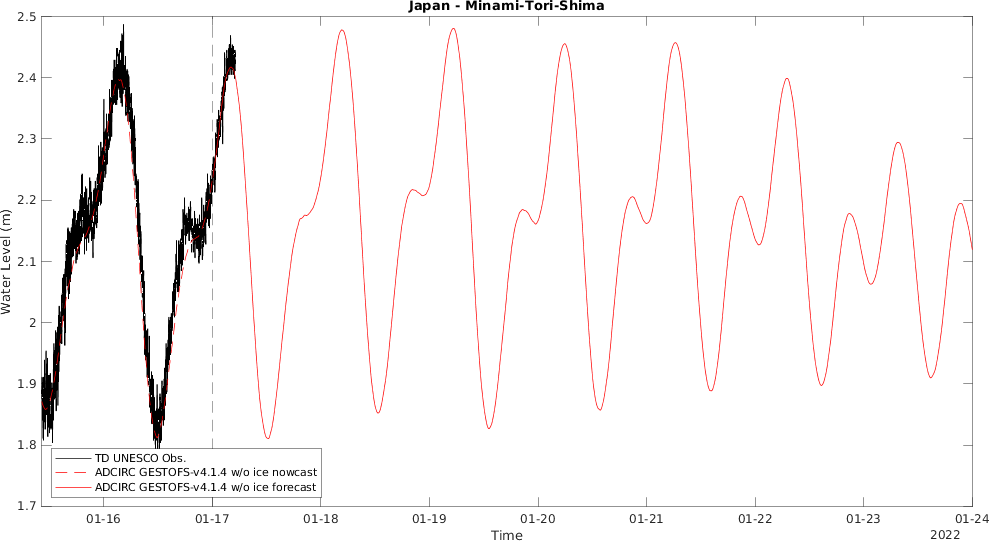 Japan - Minami-Tori-Shima
2.5
2.4
2.3
2.2
2.1
2
1.9
1.8
1.7
Water Level (m)
TD UNESCO Obs.
ADCIRC GESTOFS-v4.1.4 w/o ice nowcast
ADCIRC GESTOFS-v4.1.4 w/o ice forecast
01-16 01-17 01-18 01-19 01-20 01-21 01-22 01-23 01-24
Time
2022